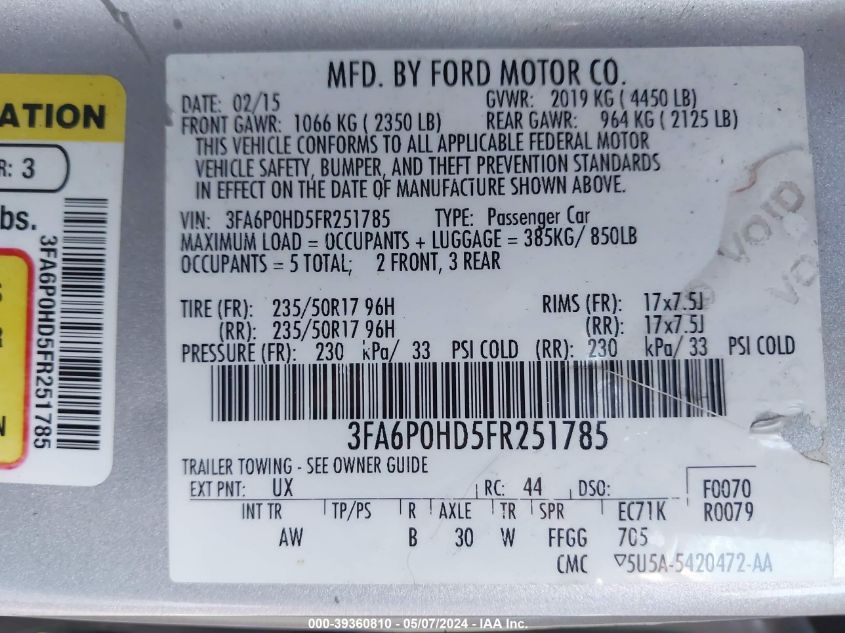 MFD. BY FORD MOTOR CO.
DATE: 02/15 GVWR: 2019 KG ( 4450 LB)
FRONT GAWR: 1066 KG ( 2350 LB) REAR GAWR: 964 KG ( 2125 LB)
THIS VEHICLE CONFORMS TO ALL APPLICABLE FEDERAL MOTOR
VEHICLE SAFETY, BUMPER, AND THEFT PREVENTION STANDARDS
IN EFFECT ON THE DATE OF MANUFACTURE SHOWN ABOVE.
VIN: 3FA6P0HD5FR251785 TYPE: Passenger Car
MAXIMUM LOAD = OCCUPANTS + LUGGAGE = 385KG/ 850LB
OCCUPANTS = 5 TOTAL; 2 FRONT, 3 REAR
TIRE (FR): 235/50R17 96H RIMS (FR): 17x7.5J
(RR): 235/50R17 96H (RR): 17x7.5J
PRESSURE (FR): 230 kPa/ 33 PSI COLD (RR): 230 kPa/ 33 PSI COLD
3FA6P0HD5FR251785
TRAILER TOWING - SEE OWNER GUIDE
EXT PNT: UX RC: 44 DSO: F0070
INT TR TP/PS R AXLE TR SPR EC71K R0079
AW B 30 W FFGG 705
CMC ▽5U5A-5420472-AA
ATION
R: 3
bs.
S
R
N
3FA6P0HD5FR251785
VOID
VOID
000-39360810 - 05/07/2024 - IAA Inc.